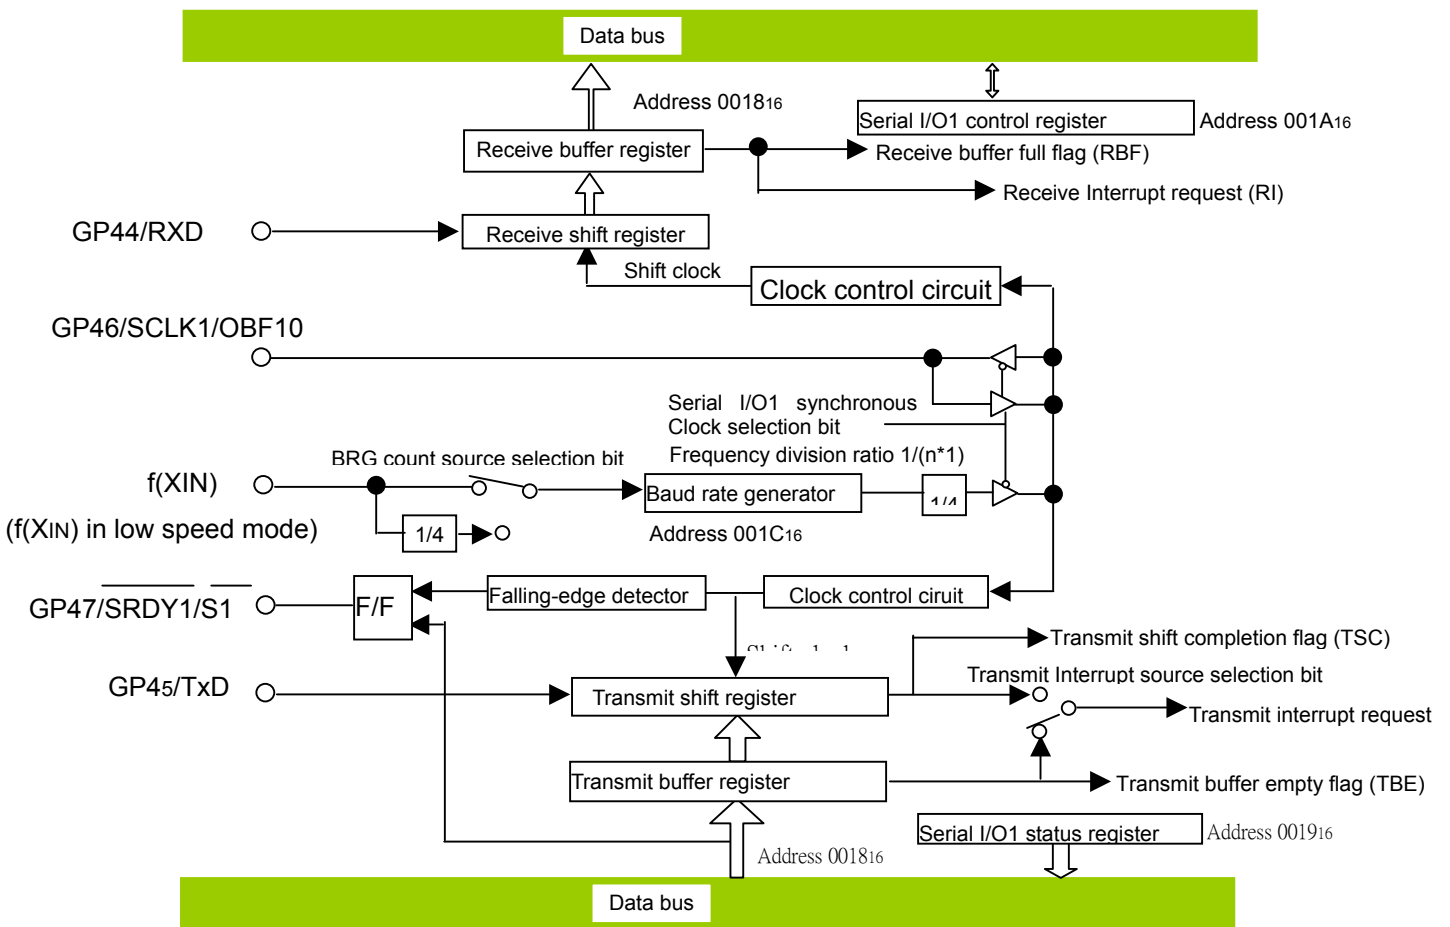 Data bus
Address 001816
Serial I/O1 control register
Address 001A16
Receive buffer register
Receive buffer full flag (RBF)
Receive Interrupt request (RI)
GP44/RXD
Receive shift register
Shift clock
Clock control circuit
GP46/SCLK1/OBF10
Serial I/O1 synchronous
Clock selection bit
BRG count source selection bit
Frequency division ratio 1/(n*1)
f(XIN)
Baud rate generator
1/4
(f(XIN) in low speed mode)
1/4
Address 001C16
GP47/SRDY1/S1
F/F
Falling-edge detector
Clock control ciruit
Transmit shift completion flag (TSC)
Transmit Interrupt source selection bit
GP45/TxD
Transmit shift register
Transmit interrupt request
Transmit buffer register
Transmit buffer empty flag (TBE)
Serial I/O1 status register
Address 001916
Address 001816
Data bus